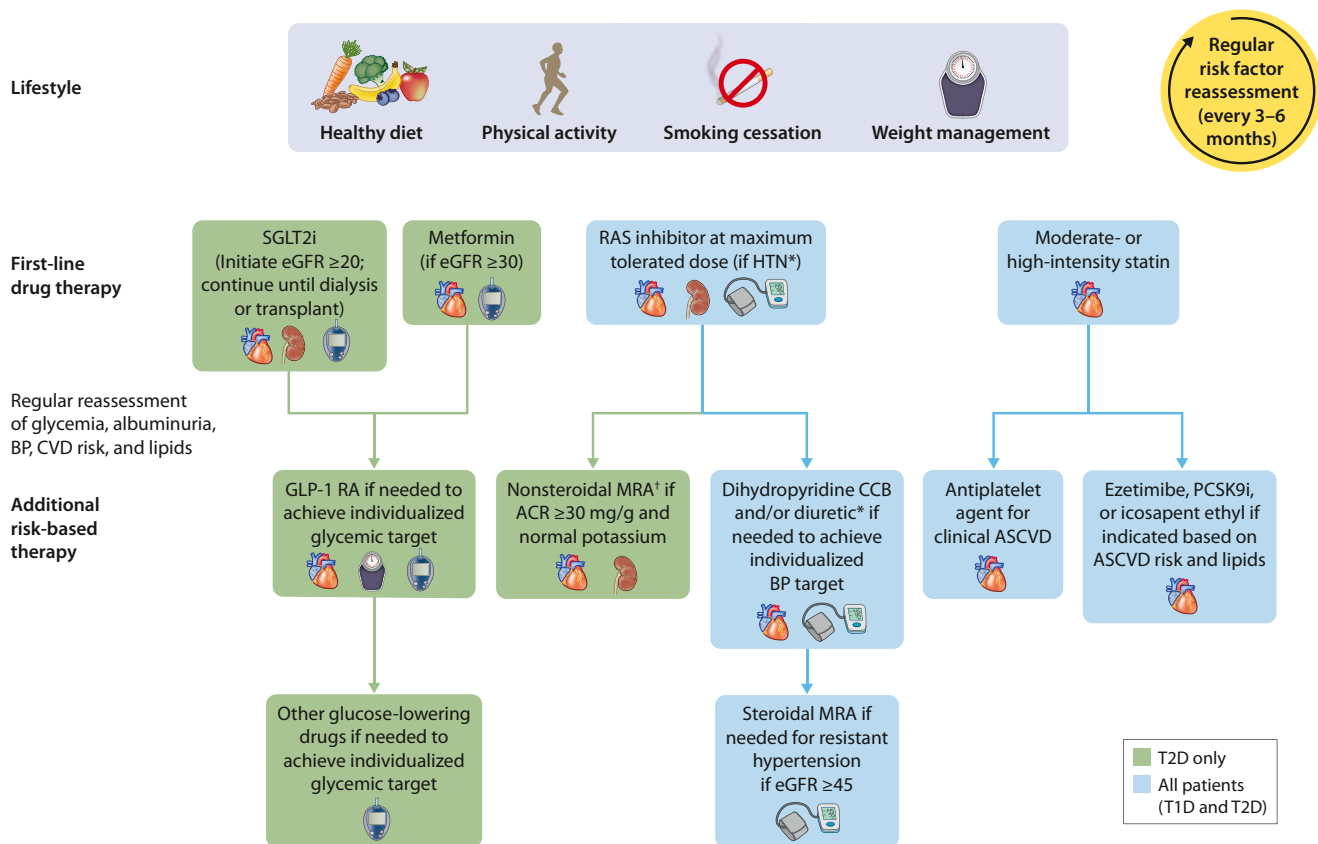 Lifestyle
Healthy diet
Physical activity
Smoking cessation
Weight management
Regular
risk factor
reassessment
(every 3–6
months)
First-line
drug therapy
SGLT2i
(Initiate eGFR ≥20;
continue until dialysis
or transplant)
Metformin
(if eGFR ≥30)
RAS inhibitor at maximum
tolerated dose (if HTN*)
Moderate- or
high-intensity statin
Regular reassessment
of glycemia, albuminuria,
BP, CVD risk, and lipids
Additional
risk-based
therapy
GLP-1 RA if needed to
achieve individualized
glycemic target
Nonsteroidal MRA† if
ACR ≥30 mg/g and
normal potassium
Dihydropyridine CCB
and/or diuretic* if
needed to achieve
individualized
BP target
Antiplatelet
agent for
clinical ASCVD
Ezetimibe, PCSK9i,
or icosapent ethyl if
indicated based on
ASCVD risk and lipids
Other glucose-lowering
drugs if needed to
achieve individualized
glycemic target
Steroidal MRA if
needed for resistant
hypertension
if eGFR ≥45
T2D only
All patients
(T1D and T2D)